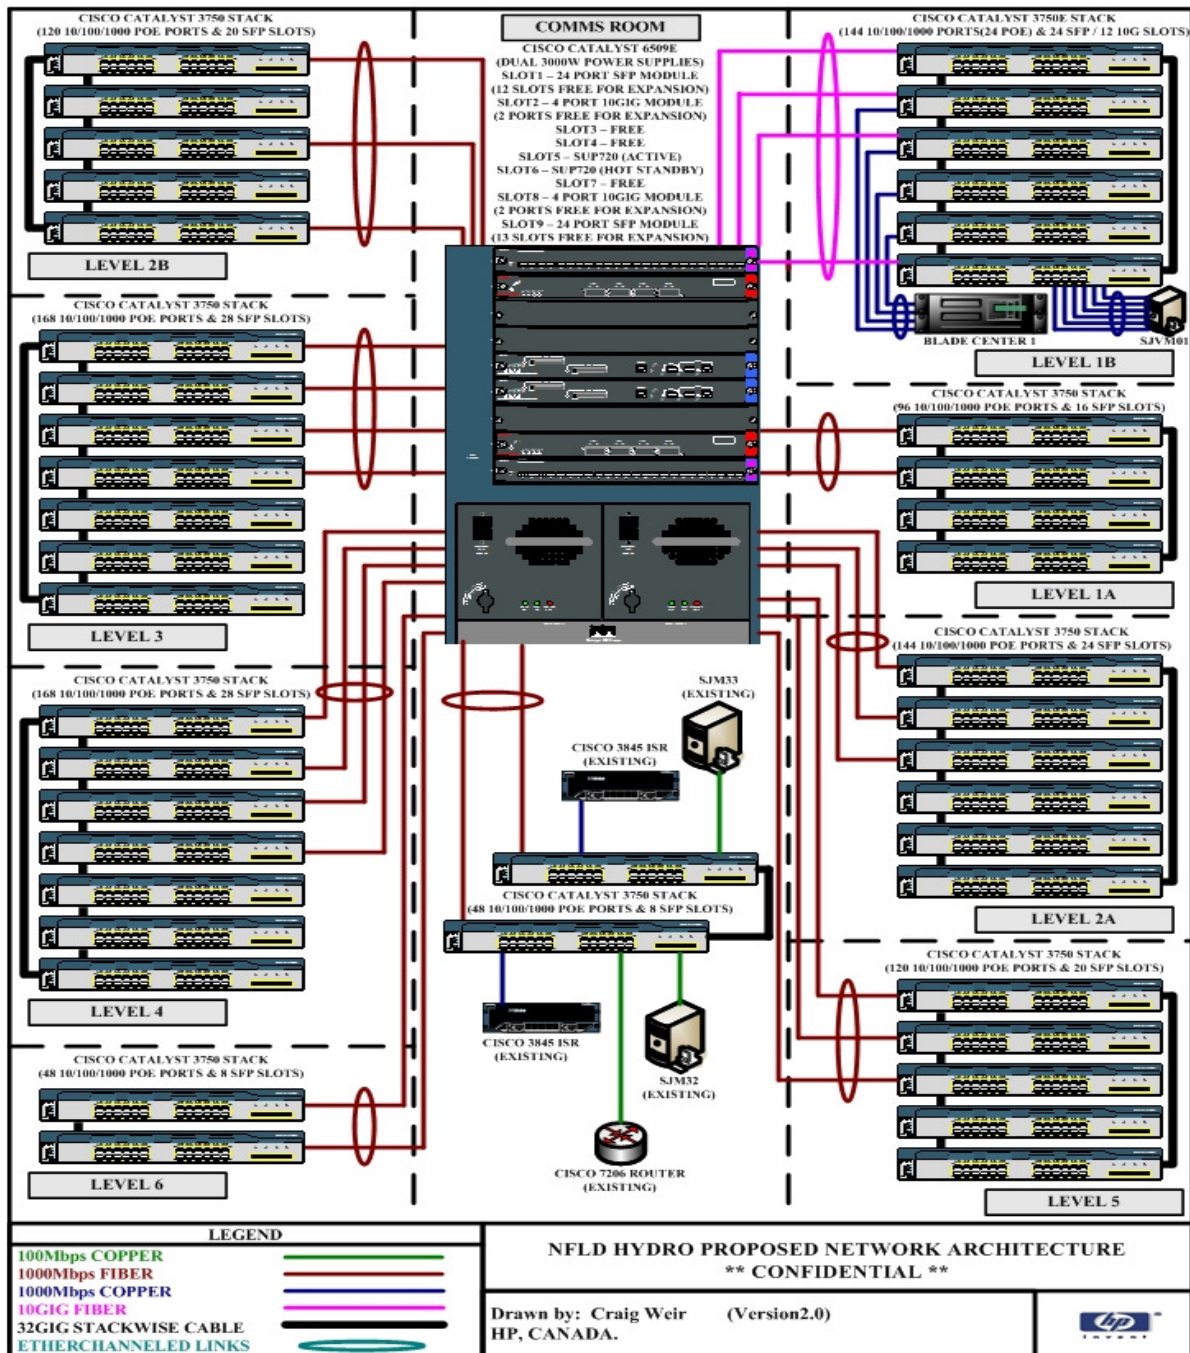 CISCO CATALYST 3750 STACK
(120 10/100/1000 POE PORTS & 20 SFP SLOTS)
LEVEL 2B
CISCO CATALYST 3750 STACK
(168 10/100/1000 POE PORTS & 28 SFP SLOTS)
LEVEL 3
CISCO CATALYST 3750 STACK
(168 10/100/1000 POE PORTS & 28 SFP SLOTS)
LEVEL 4
CISCO CATALYST 3750 STACK
(48 10/100/1000 POE PORTS & 8 SFP SLOTS)
LEVEL 6
COMMS ROOM
CISCO CATALYST 6509E
(DUAL 3000W POWER SUPPLIES)
SLOT1 – 24 PORT SFP MODULE
(12 SLOTS FREE FOR EXPANSION)
SLOT2 – 4 PORT 10GIG MODULE
(2 PORTS FREE FOR EXPANSION)
SLOT3 – FREE
SLOT4 – FREE
SLOT5 – SUP720 (ACTIVE)
SLOT6 – SUP720 (HOT STANDBY)
SLOT7 – FREE
SLOT8 – 4 PORT 10GIG MODULE
(2 PORTS FREE FOR EXPANSION)
SLOT9 – 24 PORT SFP MODULE
(13 SLOTS FREE FOR EXPANSION)
SJM33
(EXISTING)
CISCO 3845 ISR
(EXISTING)
CISCO CATALYST 3750 STACK
(48 10/100/1000 POE PORTS & 8 SFP SLOTS)
CISCO 3845 ISR
(EXISTING)
SJM32
(EXISTING)
CISCO 7206 ROUTER
(EXISTING)
CISCO CATALYST 3750E STACK
(144 10/100/1000 PORTS(24 POE) & 24 SFP / 12 10G SLOTS)
BLADE CENTER 1
SJVM01
LEVEL 1B
CISCO CATALYST 3750 STACK
(96 10/100/1000 POE PORTS & 16 SFP SLOTS)
LEVEL 1A
CISCO CATALYST 3750 STACK
(144 10/100/1000 POE PORTS & 24 SFP SLOTS)
LEVEL 2A
CISCO CATALYST 3750 STACK
(120 10/100/1000 POE PORTS & 20 SFP SLOTS)
LEVEL 5
LEGEND
100Mbps COPPER
1000Mbps FIBER
1000Mbps COPPER
10GIG FIBER
32GIG STACKWISE CABLE
ETHERCHANNELED LINKS
NFLD HYDRO PROPOSED NETWORK ARCHITECTURE
** CONFIDENTIAL **
Drawn by: Craig Weir (Version2.0)
HP, CANADA.
hp
invent